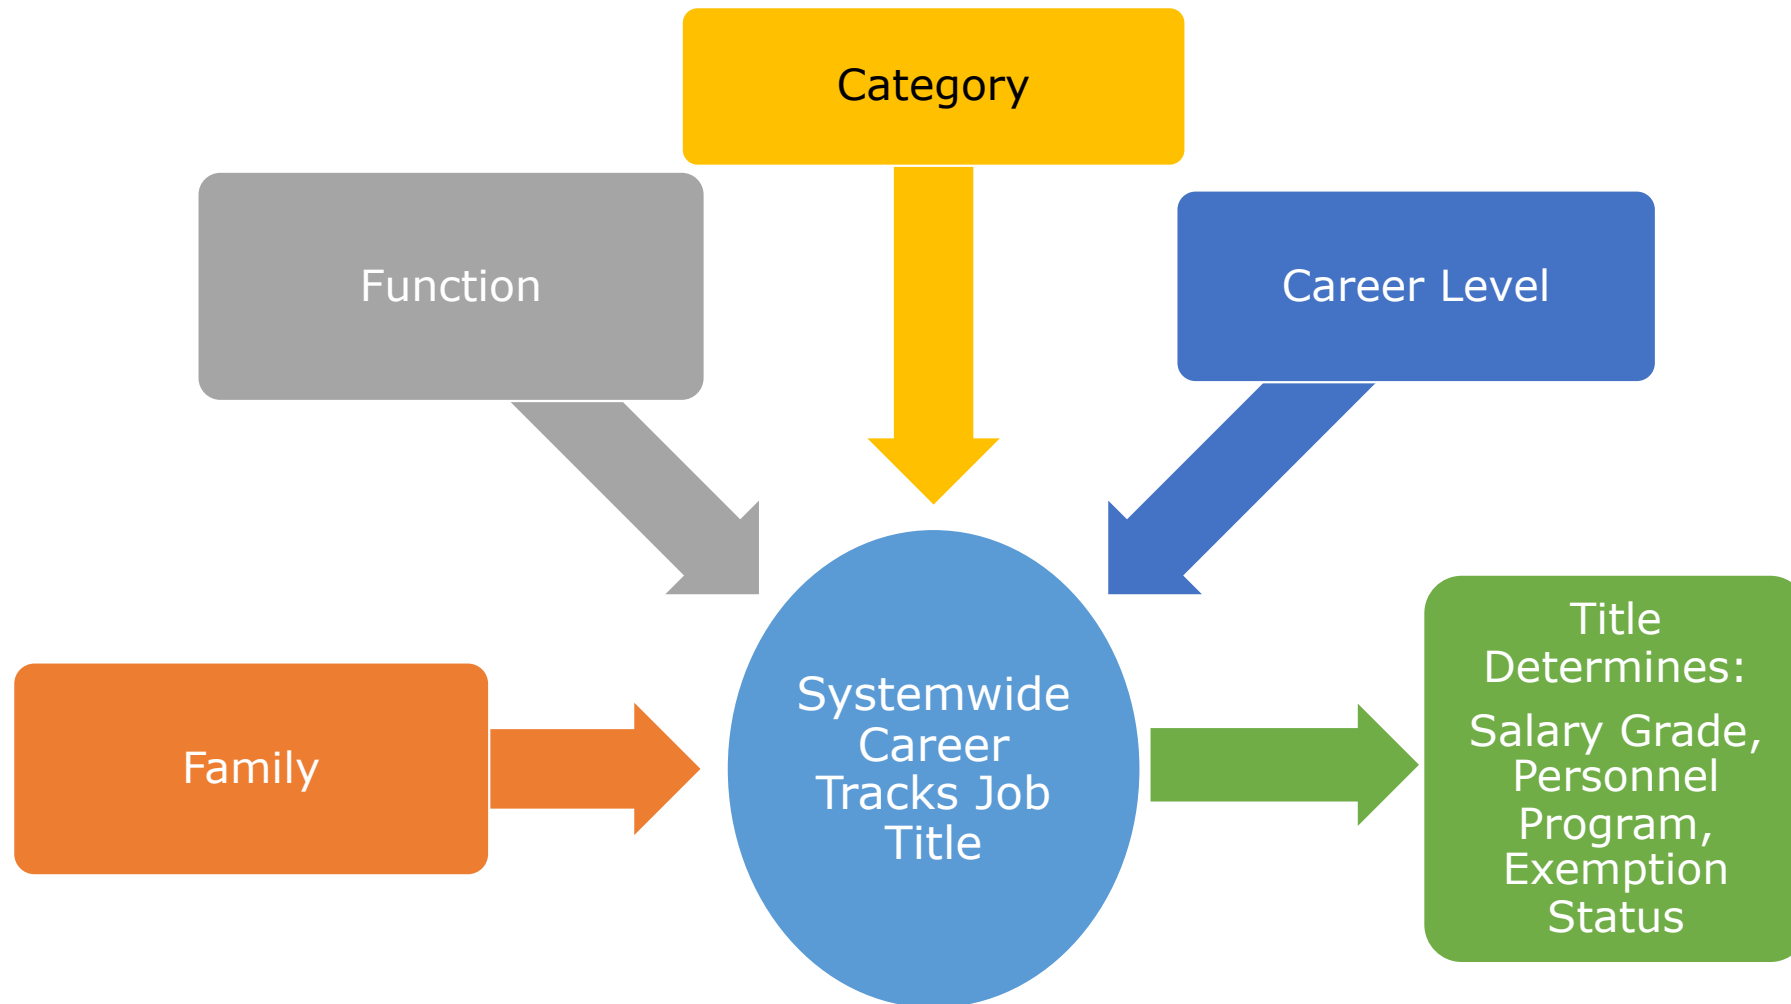 Category
Function
Career Level
Family
Systemwide
Career
Tracks Job
Title
Title
Determines:
Salary Grade,
Personnel
Program,
Exemption
Status